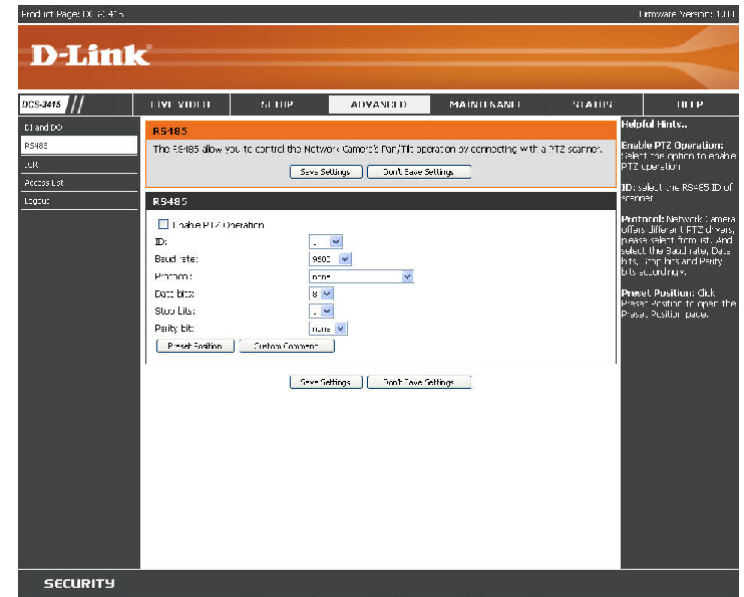 Product Page: DCS-3415 Firmware Version: 1.00
D-Link
DCS-3415 // LIVE VIDEO SETUP ADVANCED MAINTENANCE STATUS HELP
DI and DO
RS485
Access List
Logout
RS485
The RS485 allow you to control the Network Camera's Pan/Tilt operation by connecting with a PTZ scanner.
Save Settings Don't Save Settings
RS485
Enable PTZ Operation
ID:
Baud rate: 9600
Protocol: none
Data bits: 8
Stop bits:
Parity bit: none
Preset Position Custom Command
Save Settings Don't Save Settings
Helpful Hints..
Enable PTZ Operation:
Select this option to enable
PTZ operation
ID: select the RS485 ID of
scanner
Protocol: Network Camera
offers different PTZ drivers,
please select from list. And
select the Baud rate, Data
bits, Stop bits and Parity
bits accordingly.
Preset Position: Click
Preset Position to open the
Preset Position page.
SECURITY